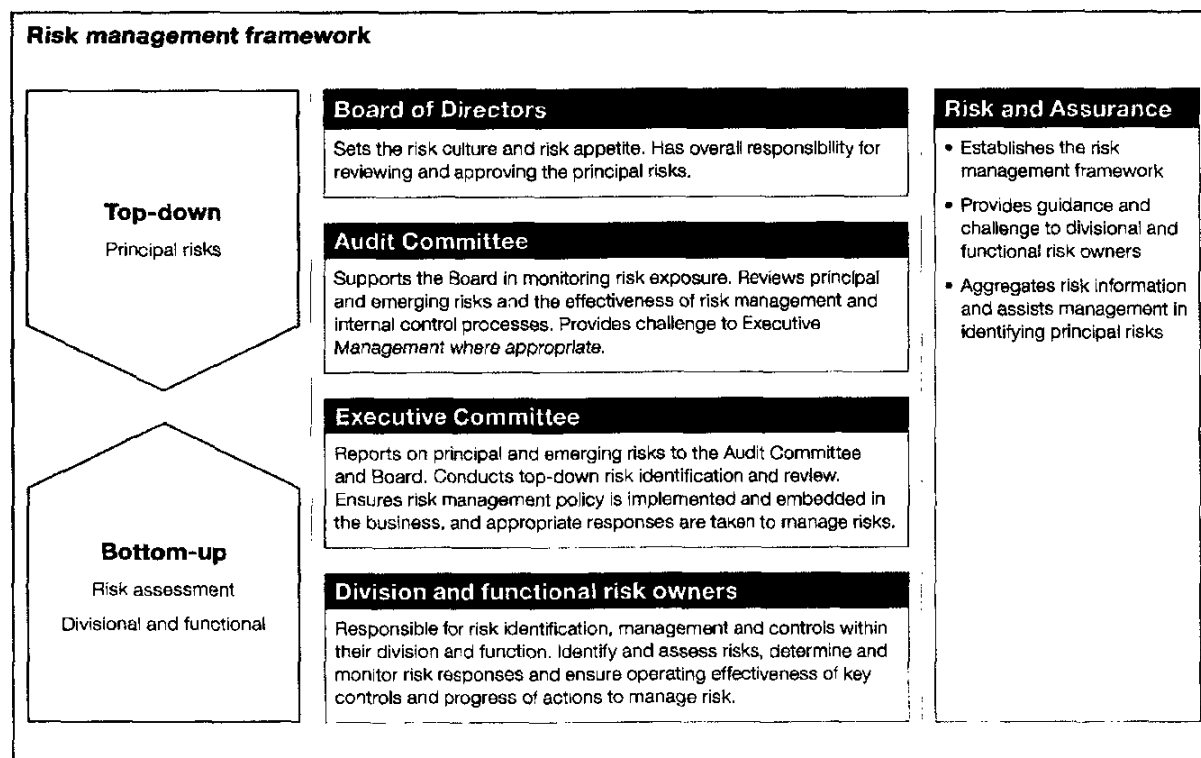 Risk management framework
Top-down
Principal risks
Bottom-up
Risk assessment
Divisional and functional
Board of Directors
Sets the risk culture and risk appetite. Has overall responsibility for
reviewing and approving the principal risks.
Audit Committee
Supports the Board in monitoring risk exposure. Reviews principal
and emerging risks and the effectiveness of risk management and
internal control processes. Provides challenge to Executive
Management where appropriate.
Executive Committee
Reports on principal and emerging risks to the Audit Committee
and Board. Conducts top-down risk identification and review.
Ensures risk management policy is implemented and embedded in
the business, and appropriate responses are taken to manage risks.
Division and functional risk owners
Responsible for risk identification, management and controls within
their division and function. Identify and assess risks, determine and
monitor risk responses and ensure operating effectiveness of key
controls and progress of actions to manage risk.
Risk and Assurance
• Establishes the risk
management framework
• Provides guidance and
challenge to divisional and
functional risk owners
• Aggregates risk information
and assists management in
identifying principal risks